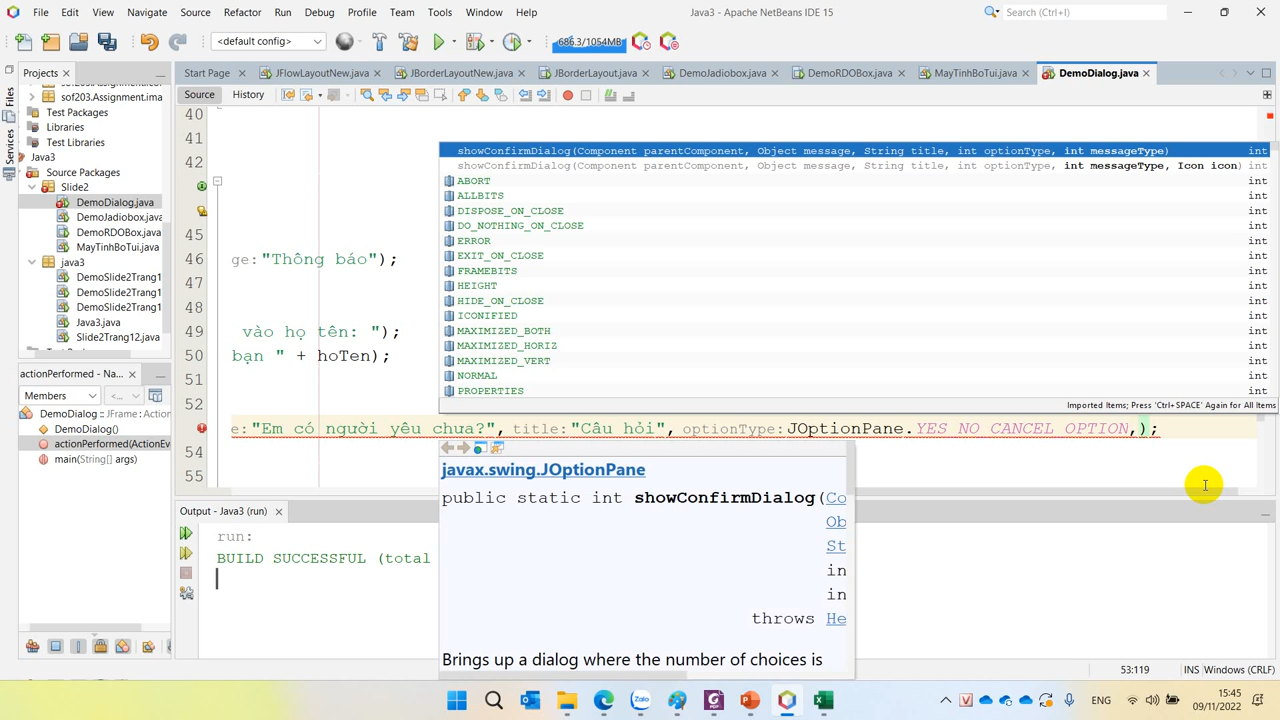 File Edit View Navigate Source Refactor Run Debug Profile Team Tools Window Help
Java3 - Apache NetBeans IDE 15
Search (Ctrl+I)
<default config>
686.3/1054MB
Projects
Start Page
JFlowLayoutNew.java
JBorderLayoutNew.java
JBorderLayout.java
DemoJadiobox.java
DemoRDOBox.java
MayTinhBoTui.java
DemoDialog.java
Files
Services
sof203.Assignment.ima
Test Packages
Libraries
Test Libraries
Java3
Source Packages
Slide2
DemoDialog.java
DemoJadiobox.java
DemoRDOBox.java
MayTinhBoTui.java
java3
DemoSlide2Trang1
DemoSlide2Trang1
DemoSlide2Trang1
Java3.java
Slide2Trang12.java
Source History
40
41
42
45
46 ge:"Thông báo");
47
48
49 vào họ tên: ");
50 bạn " + hoTen);
51
52
e:"Em có người yêu chưa?", title:"Câu hỏi", optionType:JOptionPane.YES_NO_CANCEL_OPTION,);
54
55
showConfirmDialog(Component parentComponent, Object message, String title, int optionType, int messageType) int
showConfirmDialog(Component parentComponent, Object message, String title, int optionType, int messageType, Icon icon) int
ABORT int
ALLBITS int
DISPOSE_ON_CLOSE int
DO_NOTHING_ON_CLOSE int
ERROR int
EXIT_ON_CLOSE int
FRAMEBITS int
HEIGHT int
HIDE_ON_CLOSE int
ICONIFIED int
MAXIMIZED_BOTH int
MAXIMIZED_HORIZ int
MAXIMIZED_VERT int
NORMAL int
PROPERTIES int
Imported Items; Press 'Ctrl+SPACE' Again for All Items
javax.swing.JOptionPane
public static int showConfirmDialog(Co
Ob
St
in
in
throws He
Brings up a dialog where the number of choices is
actionPerformed - Na...
Members
<...
DemoDialog :: JFrame : Action
DemoDialog()
actionPerformed(ActionEv
main(String[] args)
Output - Java3 (run)
run:
BUILD SUCCESSFUL (total
53:119
INS
Windows (CRLF)
Zalo
ENG
15:45
09/11/2022